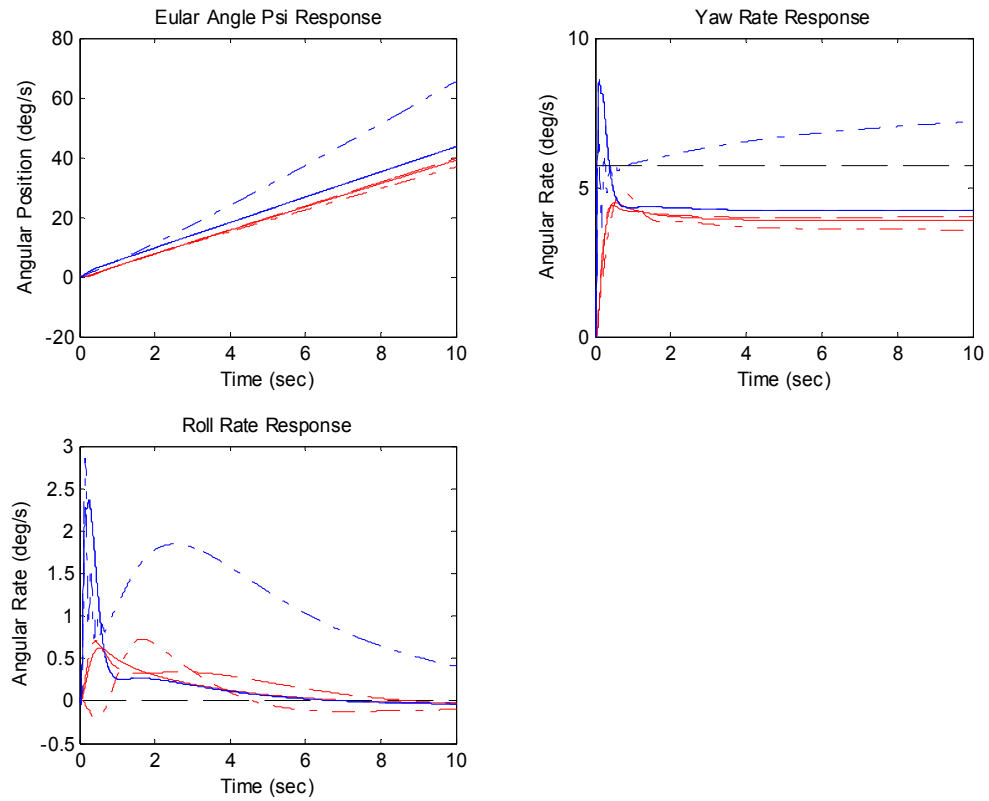 Eular Angle Psi Response
Yaw Rate Response
80
60
40
20
0
-20
Angular Position (deg/s)
0 2 4 6 8 10
Time (sec)
10
5
0
Angular Rate (deg/s)
0 2 4 6 8 10
Time (sec)
Roll Rate Response
3
2.5
2
1.5
1
0.5
0
-0.5
Angular Rate (deg/s)
0 2 4 6 8 10
Time (sec)